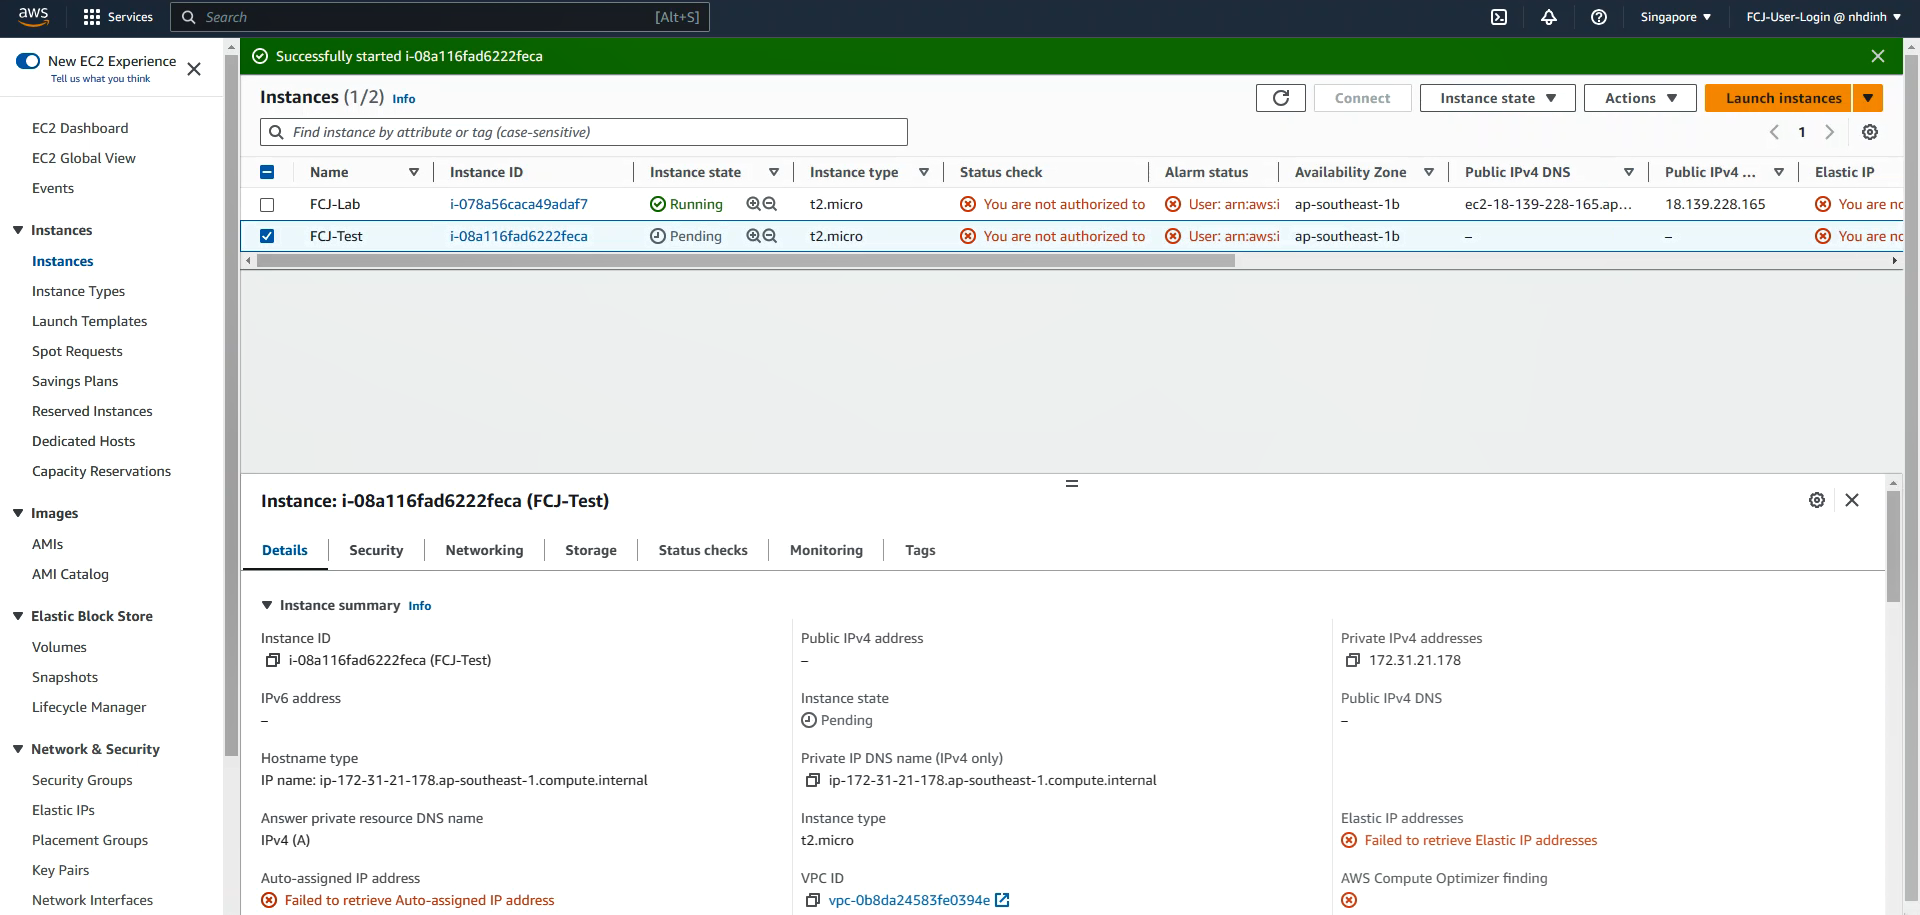 aws Services Search [Alt+S] Singapore FCJ-User-Login @ nhdinh
New EC2 Experience
Tell us what you think
EC2 Dashboard
EC2 Global View
Events
Instances
Instances
Instance Types
Launch Templates
Spot Requests
Savings Plans
Reserved Instances
Dedicated Hosts
Capacity Reservations
Images
AMIs
AMI Catalog
Elastic Block Store
Volumes
Snapshots
Lifecycle Manager
Network & Security
Security Groups
Elastic IPs
Placement Groups
Key Pairs
Network Interfaces
Successfully started i-08a116fad6222feca
Instances (1/2) Info Connect Instance state Actions Launch instances
Find instance by attribute or tag (case-sensitive) 1
Name Instance ID Instance state Instance type Status check Alarm status Availability Zone Public IPv4 DNS Public IPv4 ... Elastic IP
FCJ-Lab i-078a56caca49adaf7 Running t2.micro You are not authorized to User: arn:aws:i ap-southeast-1b ec2-18-139-228-165.ap... 18.139.228.165 You are no
FCJ-Test i-08a116fad6222feca Pending t2.micro You are not authorized to User: arn:aws:i ap-southeast-1b – – You are no
Instance: i-08a116fad6222feca (FCJ-Test)
Details Security Networking Storage Status checks Monitoring Tags
Instance summary Info
Instance ID Public IPv4 address Private IPv4 addresses
i-08a116fad6222feca (FCJ-Test) – 172.31.21.178
IPv6 address Instance state Public IPv4 DNS
– Pending –
Hostname type Private IP DNS name (IPv4 only)
IP name: ip-172-31-21-178.ap-southeast-1.compute.internal ip-172-31-21-178.ap-southeast-1.compute.internal
Answer private resource DNS name Instance type Elastic IP addresses
IPv4 (A) t2.micro Failed to retrieve Elastic IP addresses
Auto-assigned IP address VPC ID AWS Compute Optimizer finding
Failed to retrieve Auto-assigned IP address vpc-0b8da24583fe0394e